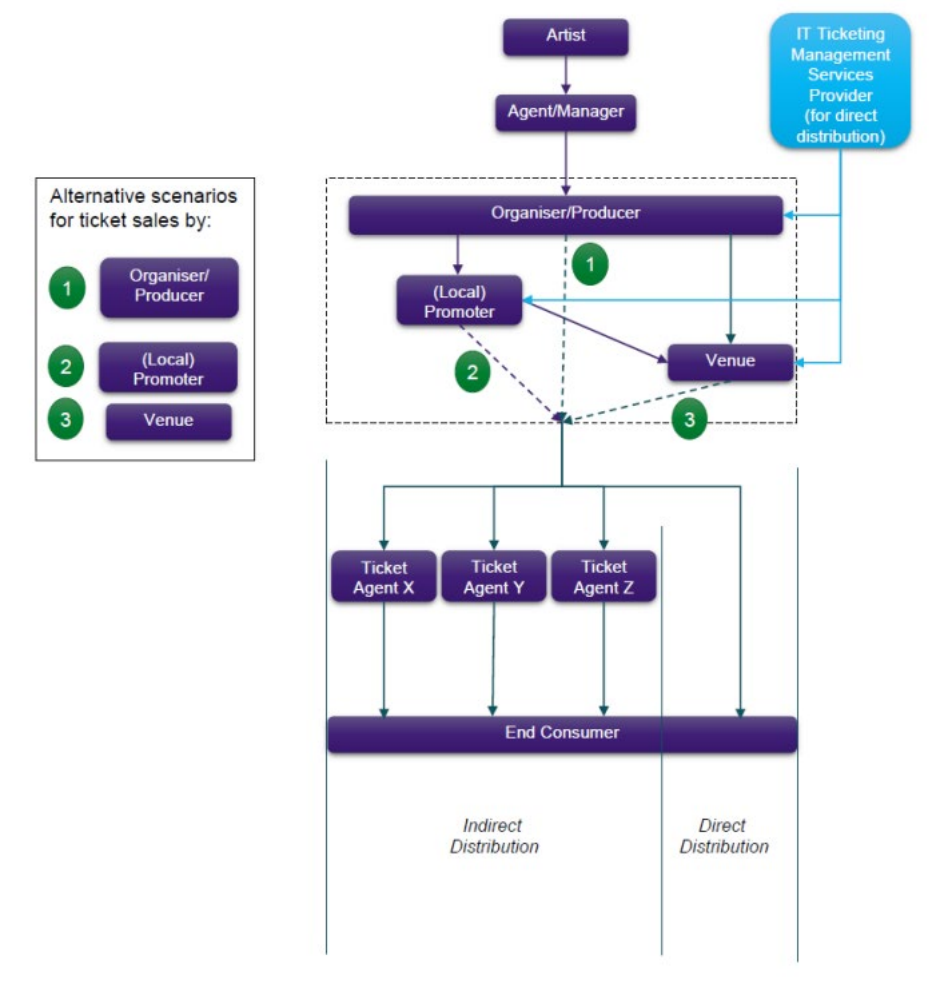 Artist
IT Ticketing
Management
Services
Provider
(for direct
distribution)
Agent/Manager
Alternative scenarios
for ticket sales by:
1
Organiser/
Producer
2
(Local)
Promoter
3
Venue
Organiser/Producer
1
(Local)
Promoter
Venue
2
3
Ticket
Agent X
Ticket
Agent Y
Ticket
Agent Z
End Consumer
Indirect
Distribution
Direct
Distribution